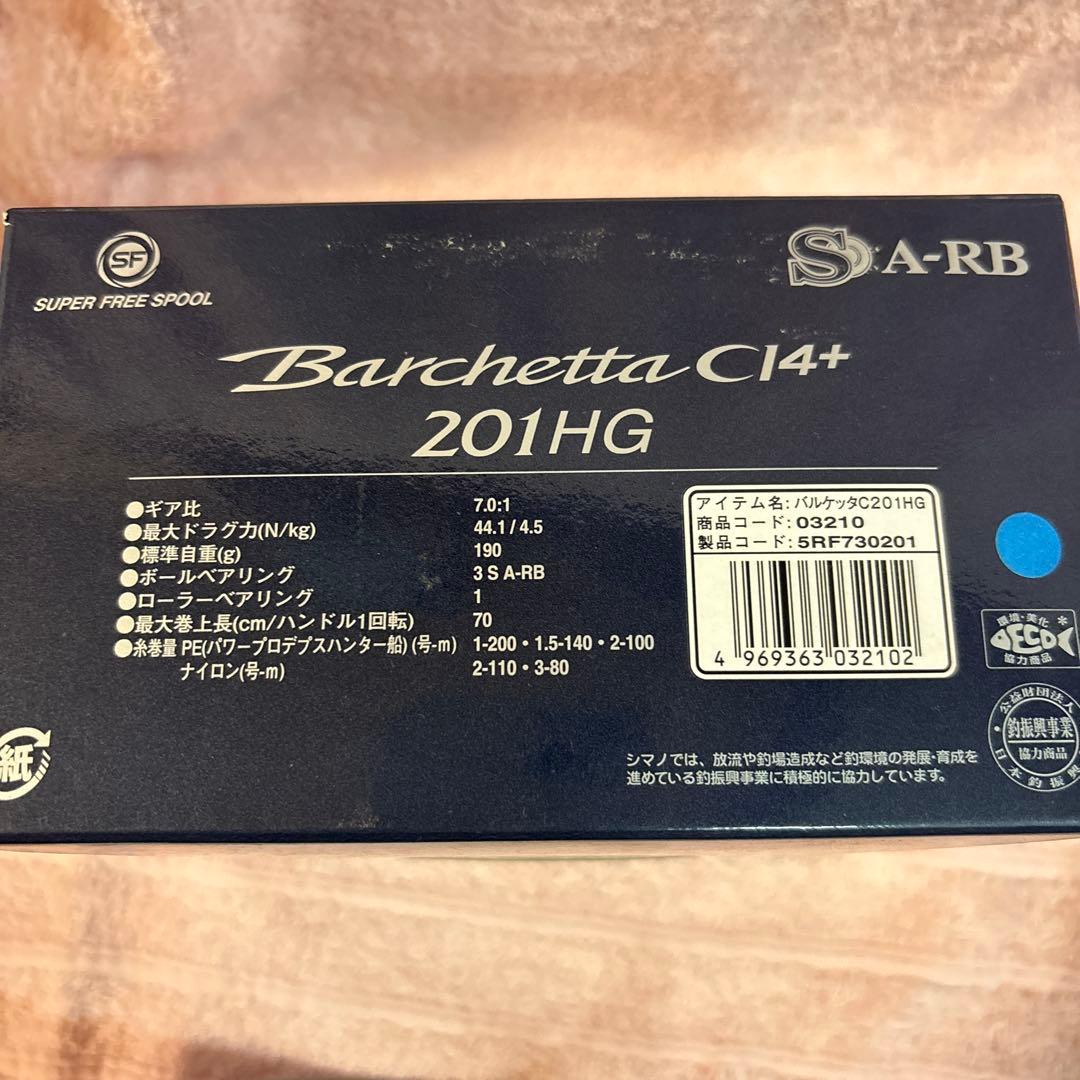 SF
SUPER FREE SPOOL
S A-RB
Barchetta CI4+
201HG
●ギア比 7.0:1
●最大ドラグ力(N/kg) 44.1/4.5
●標準自重(g) 190
●ボールベアリング 3 S A-RB
●ローラーベアリング 1
●最大巻上長(cm/ハンドル1回転) 70
●糸巻量 PE(パワープロデプスハンター船) (号-m) 1-200・1.5-140・2-100
ナイロン(号-m) 2-110・3-80
アイテム名: バルケッタC201HG
商品コード: 03210
製品コード: 5RF730201
4 969363 032102
環境・美化
ECO
協力商品
公益財団法人
釣振興事業
協力商品
日本釣振興
紙
シマノでは、放流や釣場造成など釣環境の発展・育成を
進めている釣振興事業に積極的に協力しています。